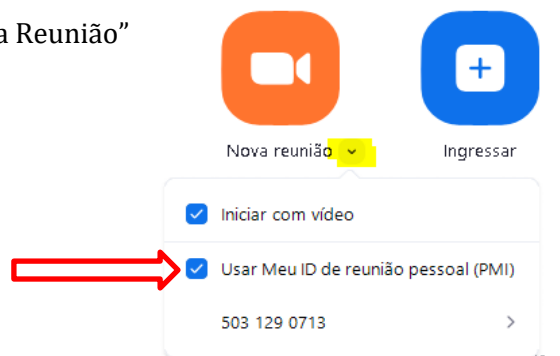 a Reunião”
Nova reunião
Ingressar
Iniciar com vídeo
Usar Meu ID de reunião pessoal (PMI)
503 129 0713